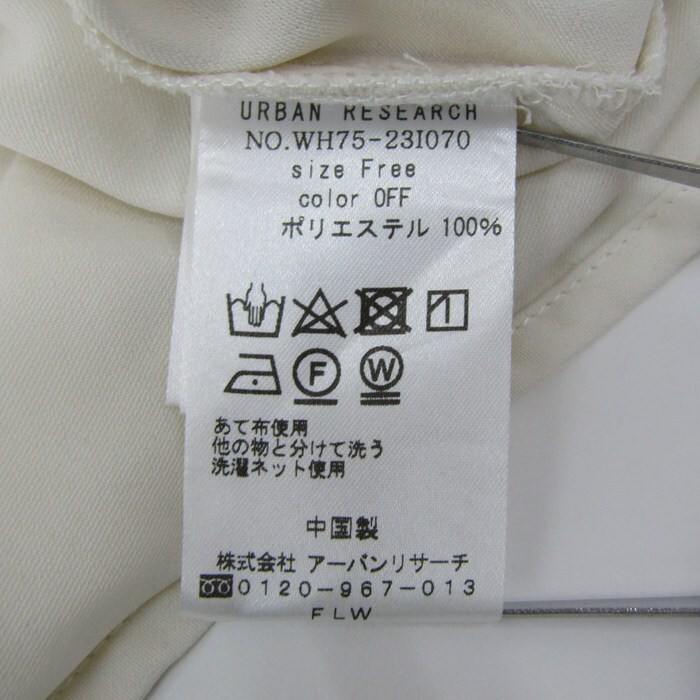 URBAN RESEARCH
NO.WH75-23I070
size Free
color OFF
ポリエステル 100%
F W
あて布使用
他の物と分けて洗う
洗濯ネット使用
中国製
株式会社 アーバンリサーチ
0120-967-013
FLW